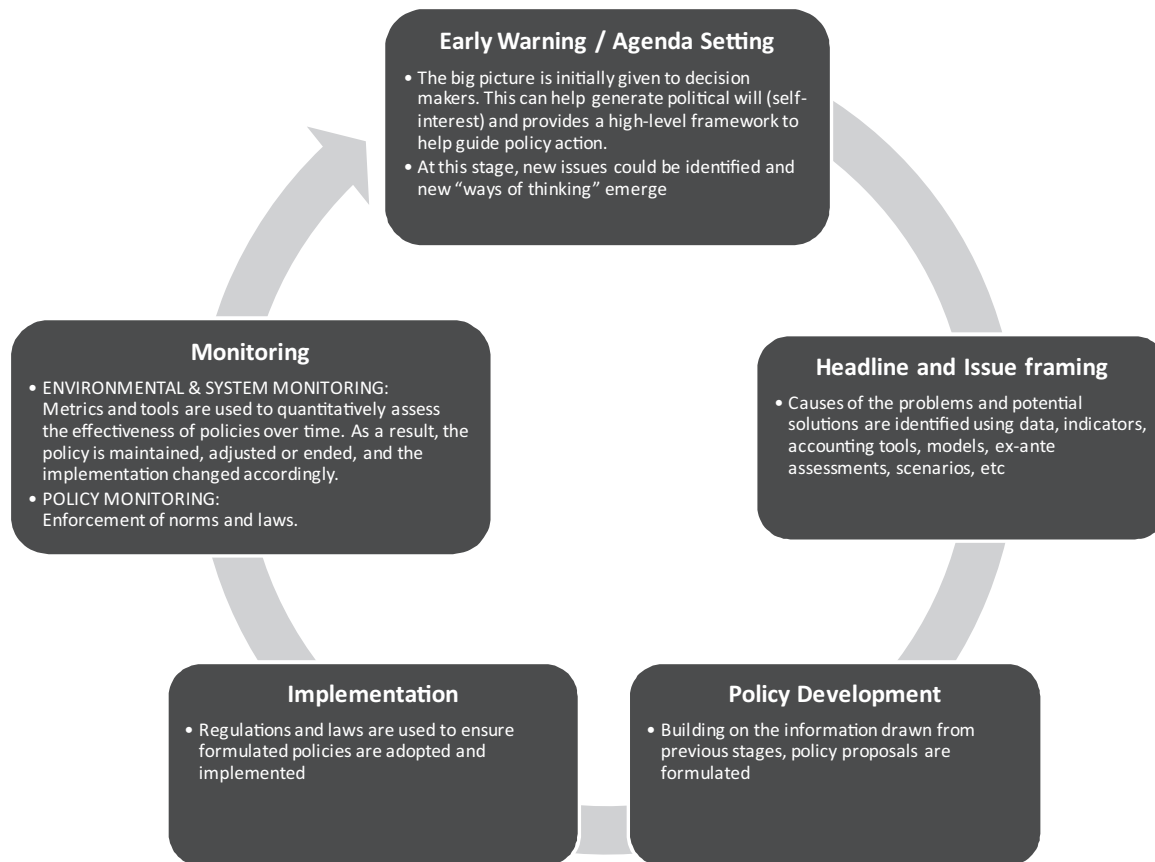 Early Warning / Agenda Setting
• The big picture is initially given to decision
makers. This can help generate political will (self-
interest) and provides a high-level framework to
help guide policy action.
• At this stage, new issues could be identified and
new “ways of thinking” emerge
Headline and Issue framing
• Causes of the problems and potential
solutions are identified using data, indicators,
accounting tools, models, ex-ante
assessments, scenarios, etc
Policy Development
• Building on the information drawn from
previous stages, policy proposals are
formulated
Implementation
• Regulations and laws are used to ensure
formulated policies are adopted and
implemented
Monitoring
• ENVIRONMENTAL & SYSTEM MONITORING:
Metrics and tools are used to quantitatively assess
the effectiveness of policies over time. As a result, the
policy is maintained, adjusted or ended, and the
implementation changed accordingly.
• POLICY MONITORING:
Enforcement of norms and laws.